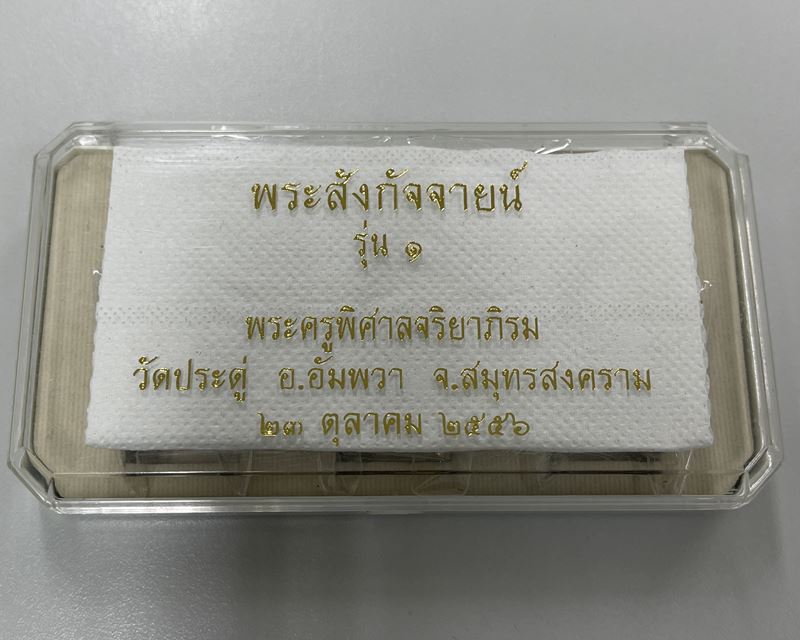 พระสังกัจจายน์
รุ่น ๑
พระครูพิศาลจริยาภิรม
วัดประดู่ อ.อัมพวา จ.สมุทรสงคราม
๒๓ ตุลาคม ๒๕๕๖